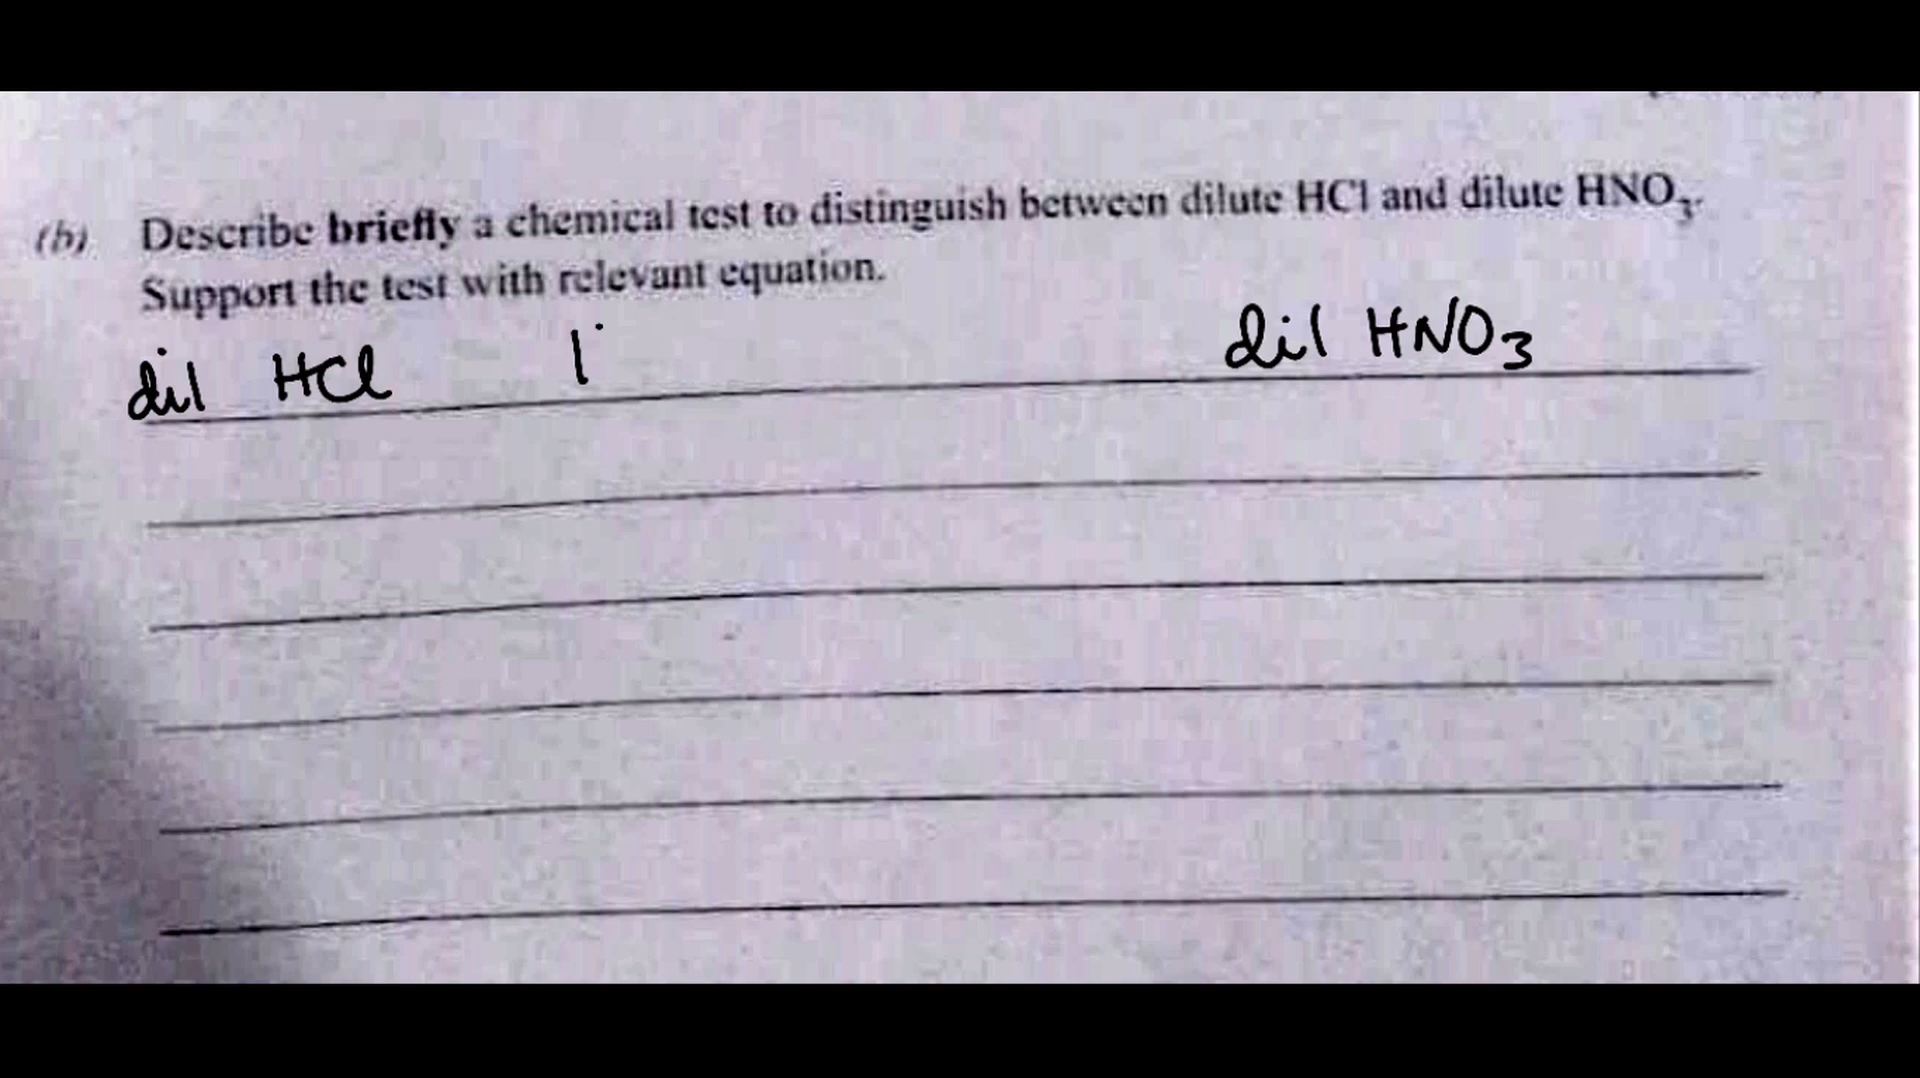 (b) Describe briefly a chemical test to distinguish between dilute HCl and dilute HNO₃.
Support the test with relevant equation.
dil HCl dil HNO₃